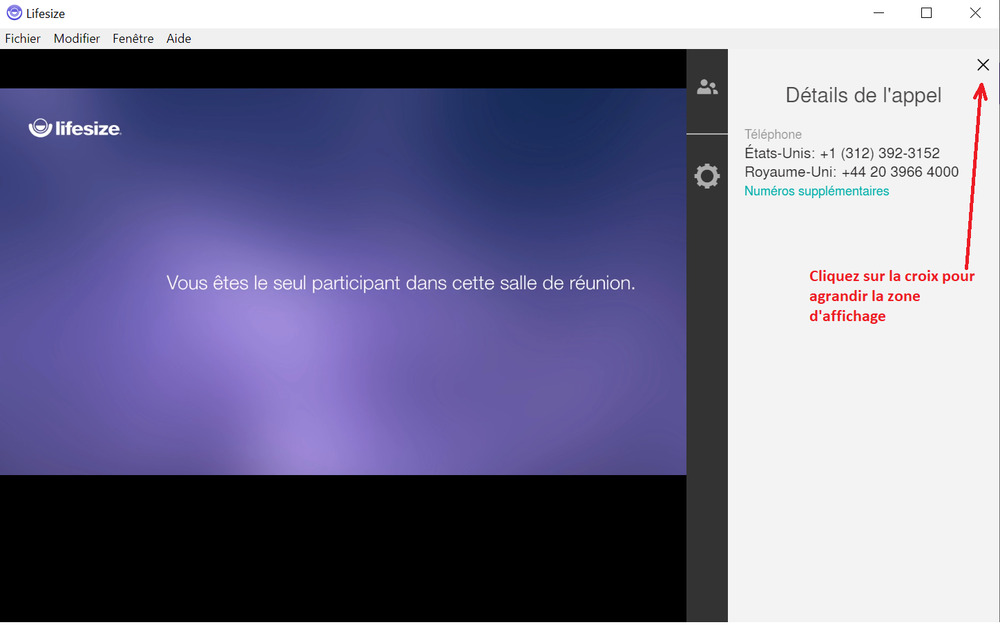 Lifesize
Fichier Modifier Fenêtre Aide
lifesize
Vous êtes le seul participant dans cette salle de réunion.
Détails de l'appel
Téléphone
États-Unis: +1 (312) 392-3152
Royaume-Uni: +44 20 3966 4000
Numéros supplémentaires
Cliquez sur la croix pour
agrandir la zone
d'affichage